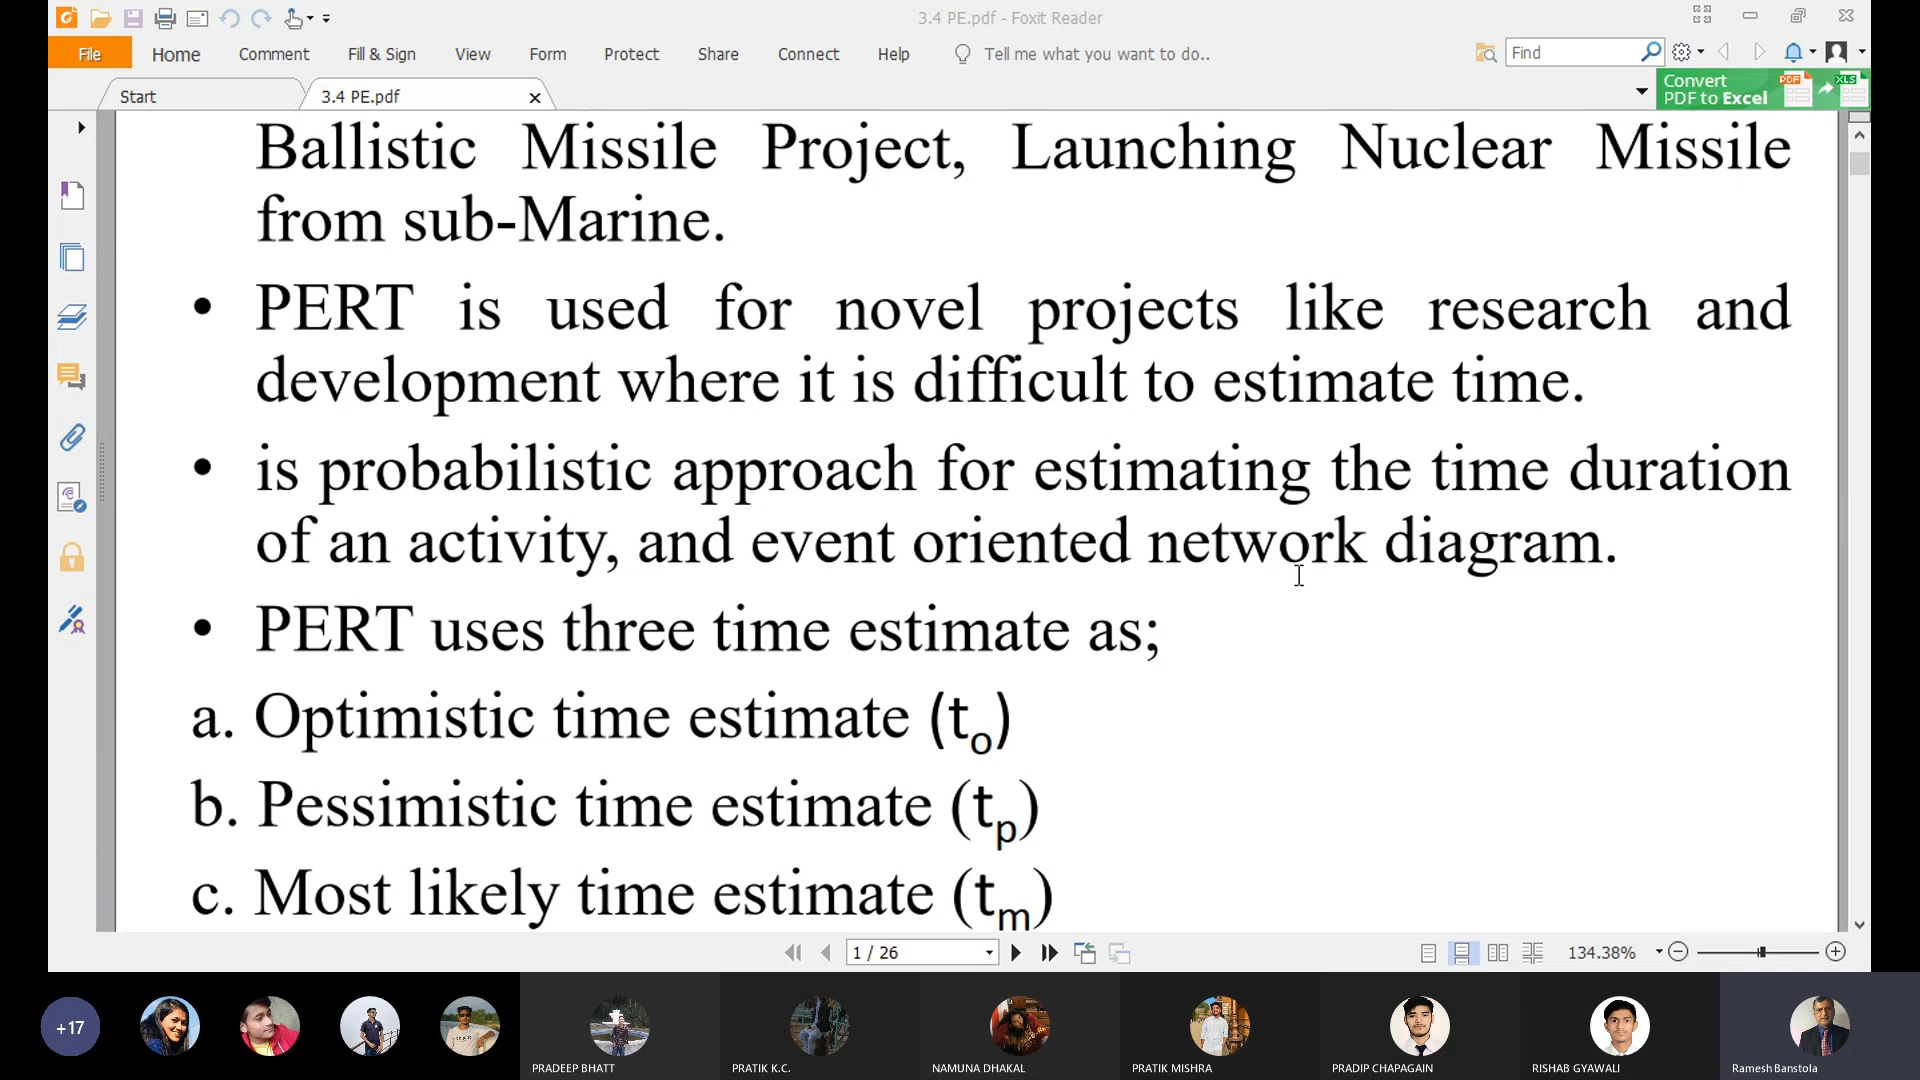 3.4 PE.pdf - Foxit Reader
File Home Comment Fill & Sign View Form Protect Share Connect Help Tell me what you want to do.. Find
Start 3.4 PE.pdf
Convert
PDF to Excel
PDF XLS
Ballistic Missile Project, Launching Nuclear Missile
from sub-Marine.
• PERT is used for novel projects like research and
development where it is difficult to estimate time.
• is probabilistic approach for estimating the time duration
of an activity, and event oriented network diagram.
• PERT uses three time estimate as;
a. Optimistic time estimate (to)
b. Pessimistic time estimate (tp)
c. Most likely time estimate (tm)
1 / 26 134.38%
+17
PRADEEP BHATT PRATIK K.C. NAMUNA DHAKAL PRATIK MISHRA PRADIP CHAPAGAIN RISHAB GYAWALI Ramesh Banstola